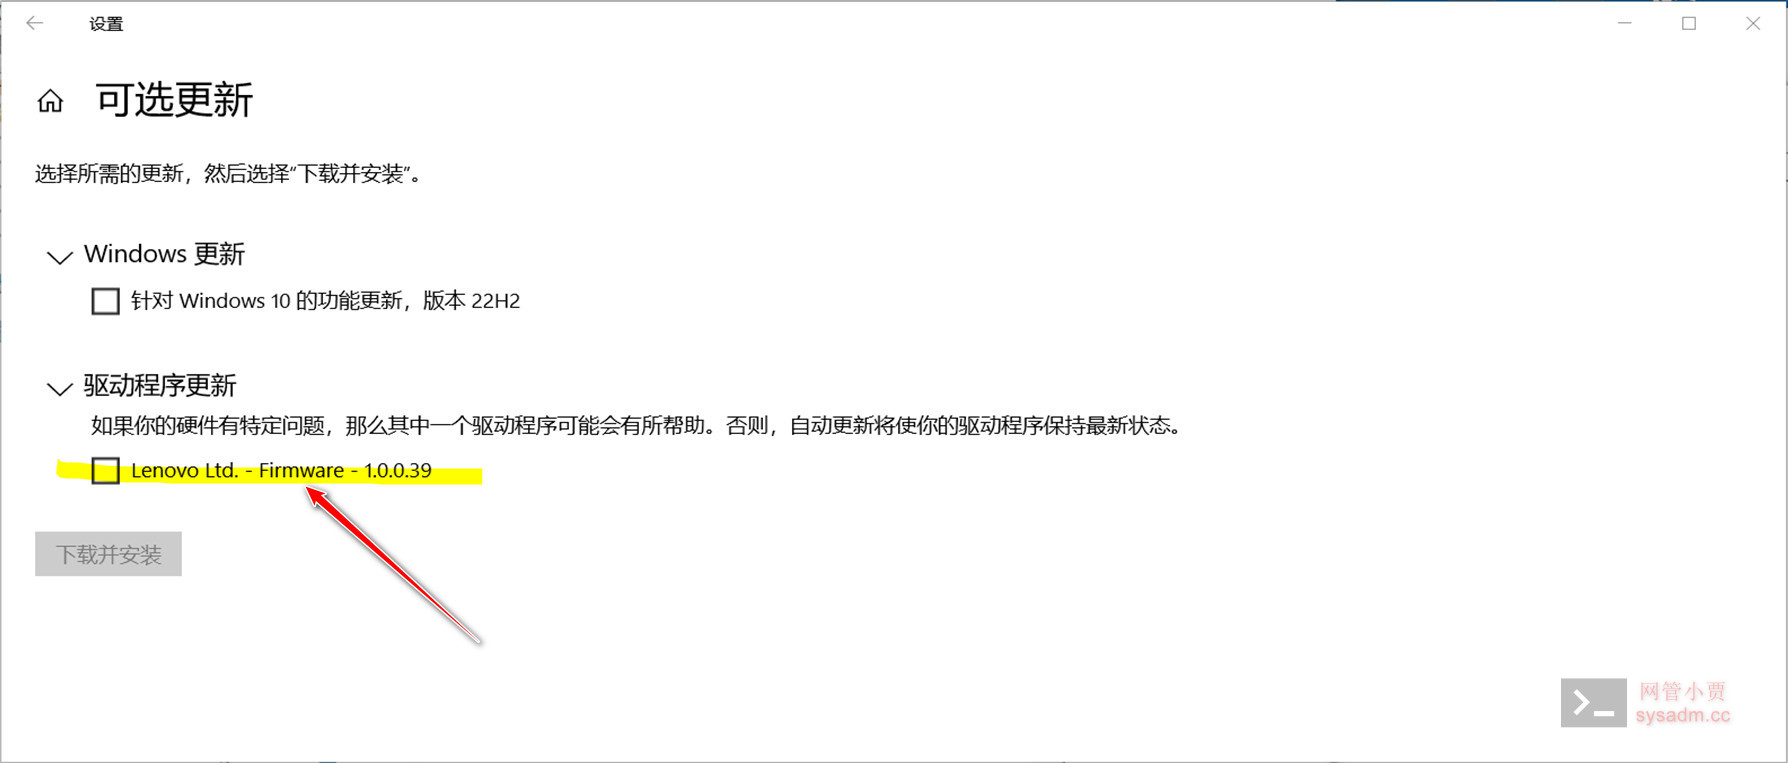 设置
可选更新
选择所需的更新，然后选择“下载并安装”。
Windows 更新
针对 Windows 10 的功能更新，版本 22H2
驱动程序更新
如果你的硬件有特定问题，那么其中一个驱动程序可能会有所帮助。否则，自动更新将使你的驱动程序保持最新状态。
Lenovo Ltd. - Firmware - 1.0.0.39
下载并安装
网管小贾
sysadm.cc